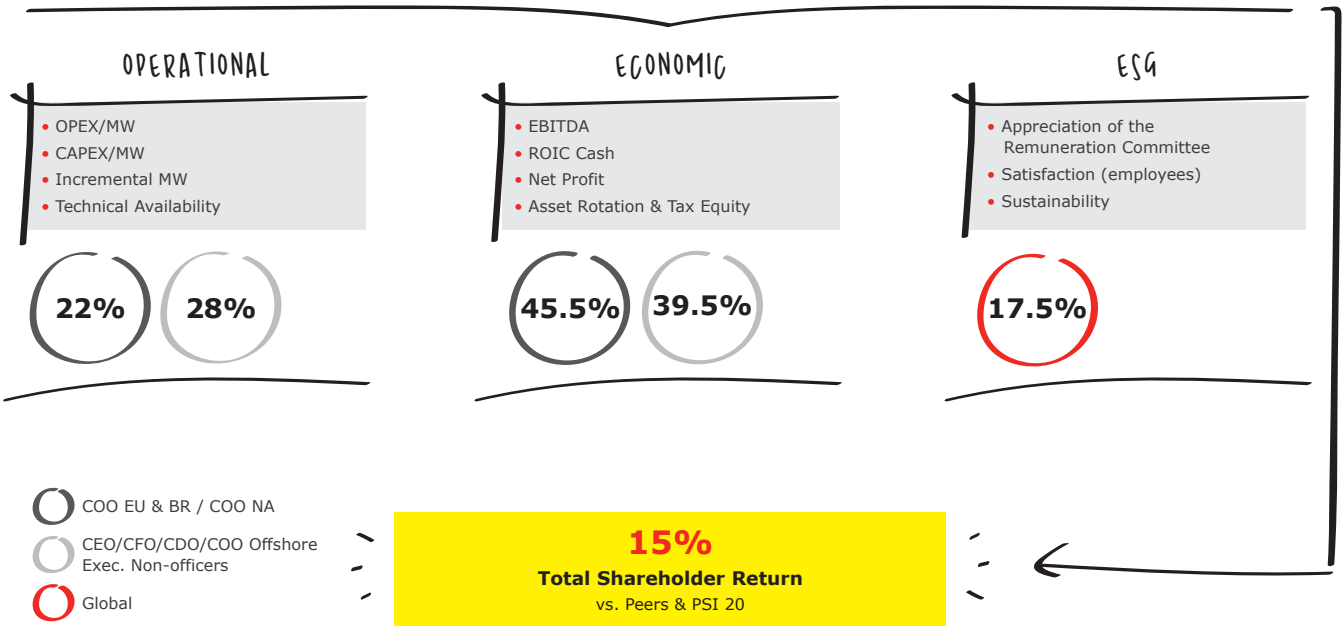 OPERATIONAL
• OPEX/MW
• CAPEX/MW
• Incremental MW
• Technical Availability
22%
28%
ECONOMIC
• EBITDA
• ROIC Cash
• Net Profit
• Asset Rotation & Tax Equity
45.5%
39.5%
ESG
• Appreciation of the
Remuneration Committee
• Satisfaction (employees)
• Sustainability
17.5%
COO EU & BR / COO NA
CEO/CFO/CDO/COO Offshore
Exec. Non-officers
Global
15%
Total Shareholder Return
vs. Peers & PSI 20